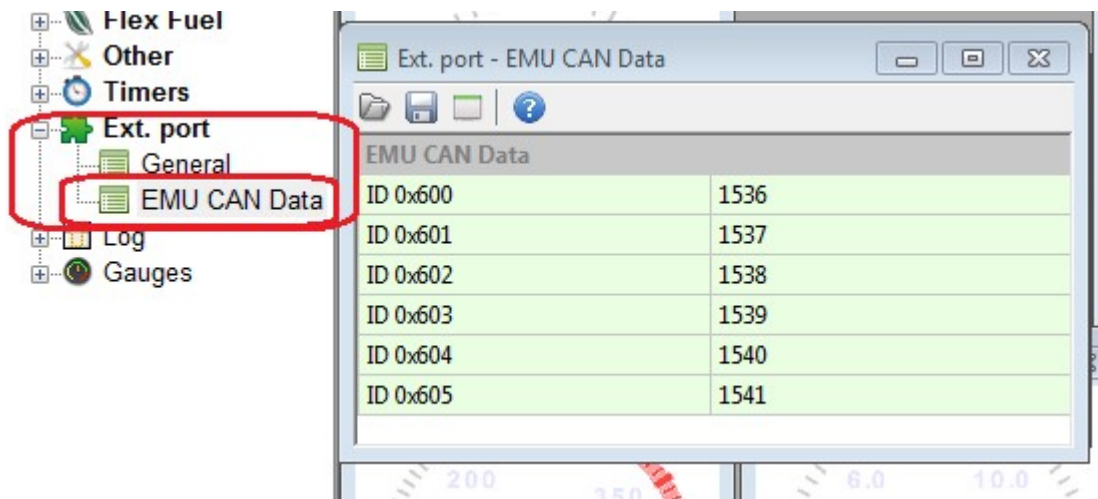 Flex Fuel
Other
Timers
Ext. port
General
EMU CAN Data
Log
Gauges
Ext. port - EMU CAN Data
EMU CAN Data
ID 0x600 1536
ID 0x601 1537
ID 0x602 1538
ID 0x603 1539
ID 0x604 1540
ID 0x605 1541
200 350 6.0 10.0